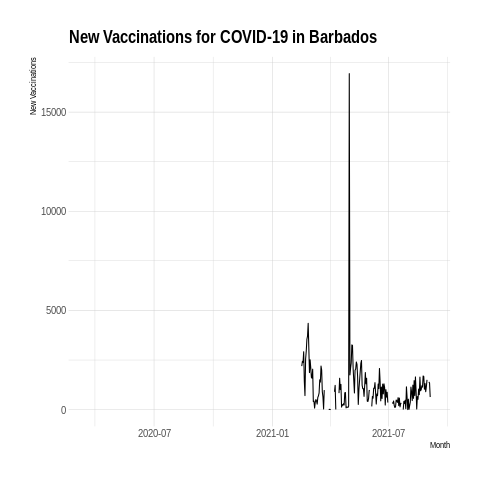 New Vaccinations for COVID-19 in Barbados
New Vaccinations
15000
10000
5000
0
2020-07 2021-01 2021-07
Month